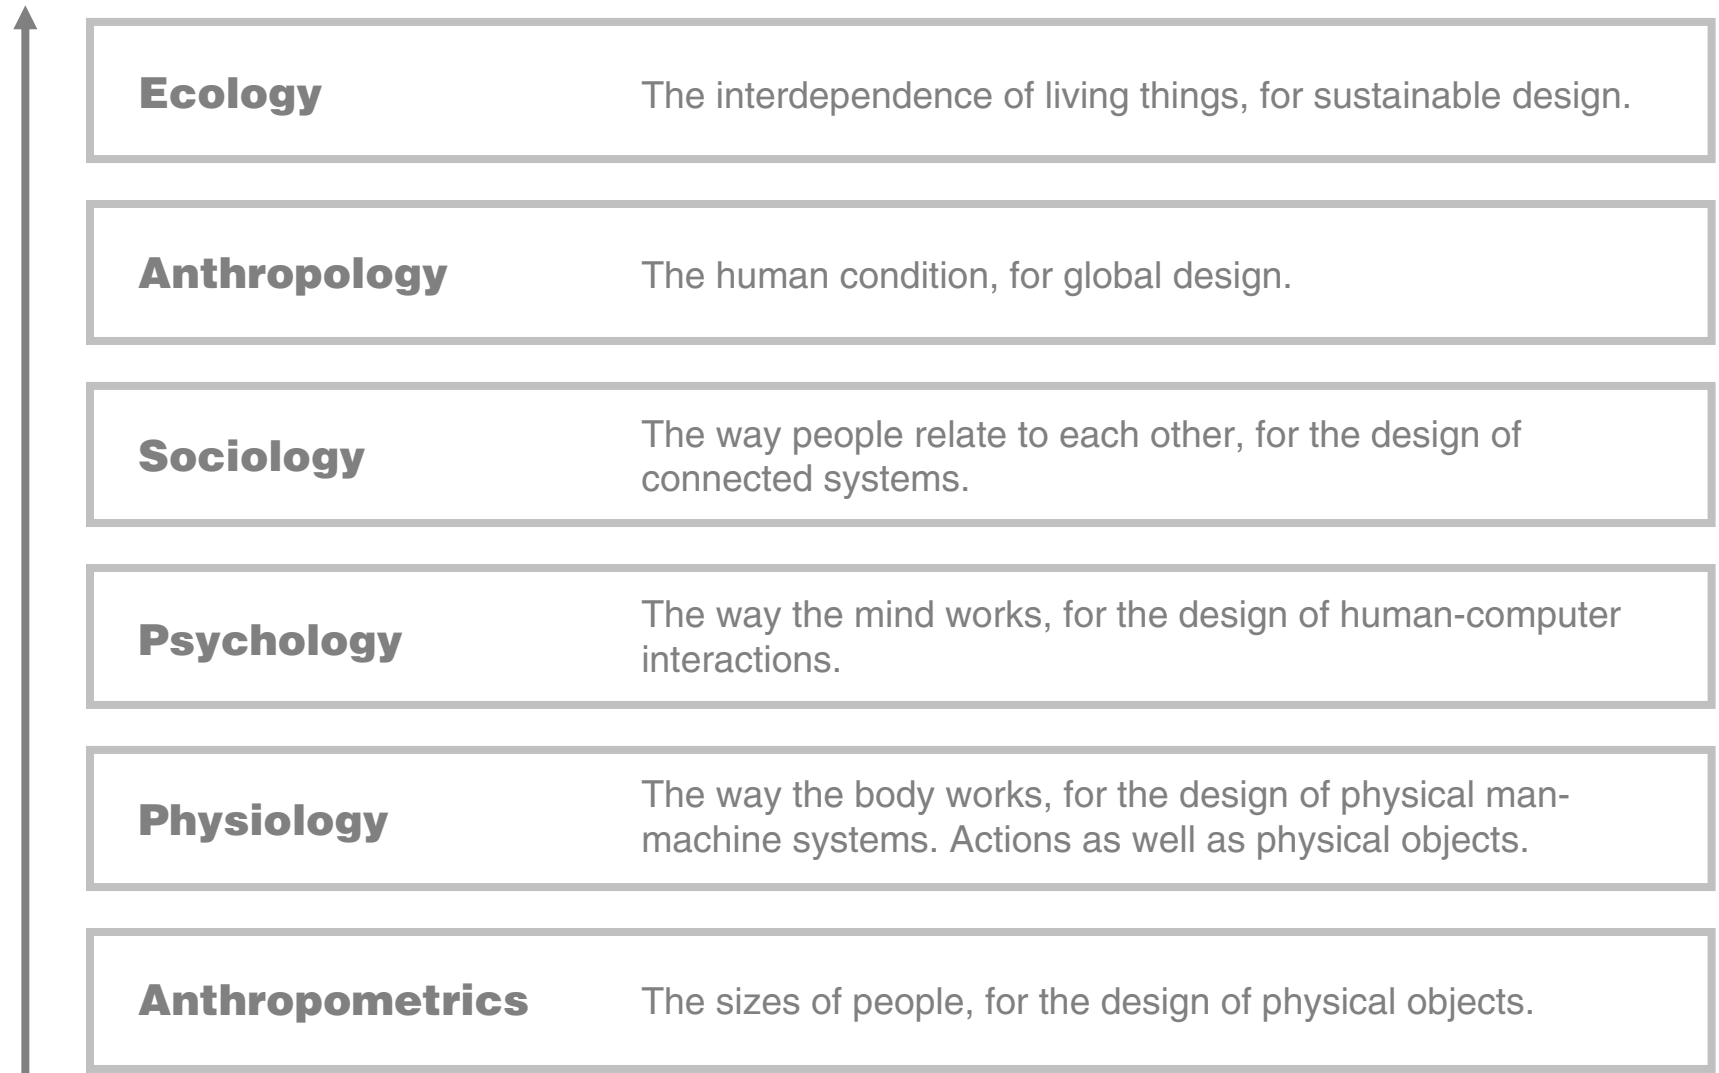 Ecology
The interdependence of living things, for sustainable design.
Anthropology
The human condition, for global design.
Sociology
The way people relate to each other, for the design of
connected systems.
Psychology
The way the mind works, for the design of human-computer
interactions.
Physiology
The way the body works, for the design of physical man-
machine systems. Actions as well as physical objects.
Anthropometrics
The sizes of people, for the design of physical objects.